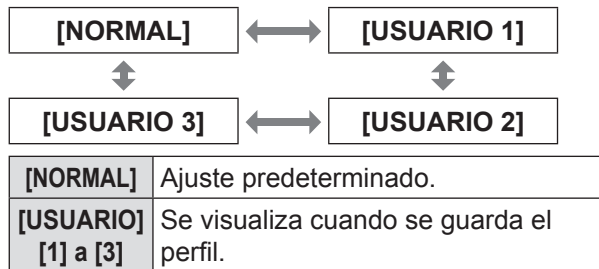 [NORMAL] [USUARIO 1]
[USUARIO 3] [USUARIO 2]
[NORMAL] Ajuste predeterminado.
[USUARIO] Se visualiza cuando se guarda el
[1] a [3] perfil.